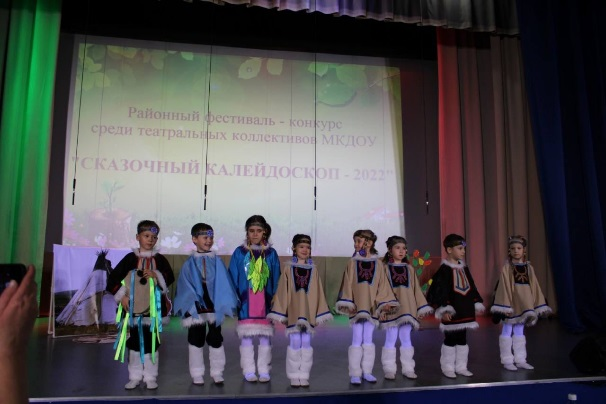 Районный фестиваль - конкурс
среди театральных коллективов МКДОУ
"СКАЗОЧНЫЙ КАЛЕЙДОСКОП - 2022"